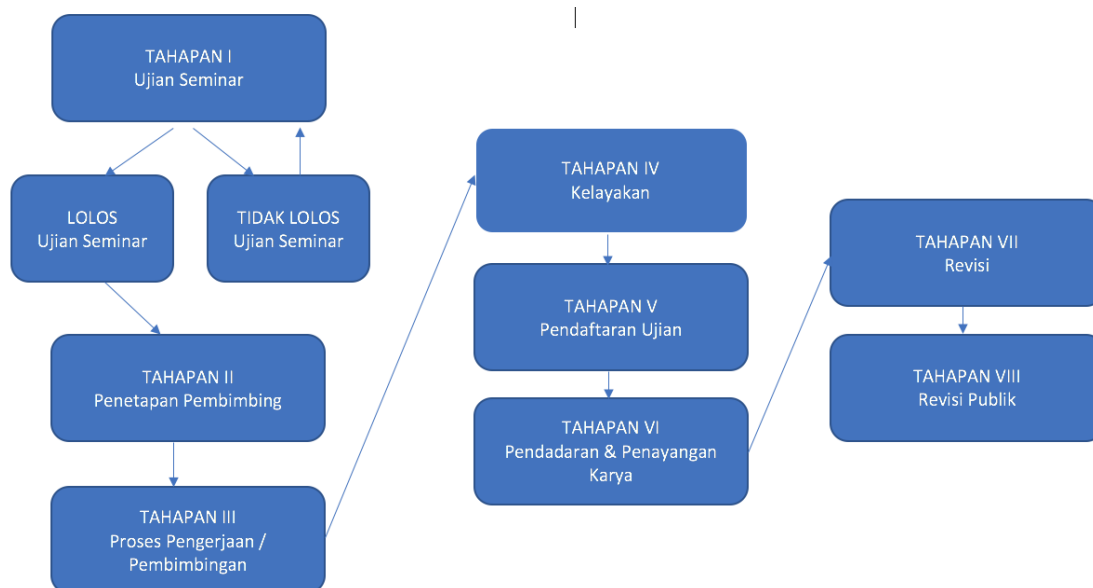 TAHAPAN I
Ujian Seminar
LOLOS
Ujian Seminar
TIDAK LOLOS
Ujian Seminar
TAHAPAN II
Penetapan Pembimbing
TAHAPAN III
Proses Pengerjaan /
Pembimbingan
TAHAPAN IV
Kelayakan
TAHAPAN V
Pendaftaran Ujian
TAHAPAN VI
Pendadaran & Penayangan
Karya
TAHAPAN VII
Revisi
TAHAPAN VIII
Revisi Publik